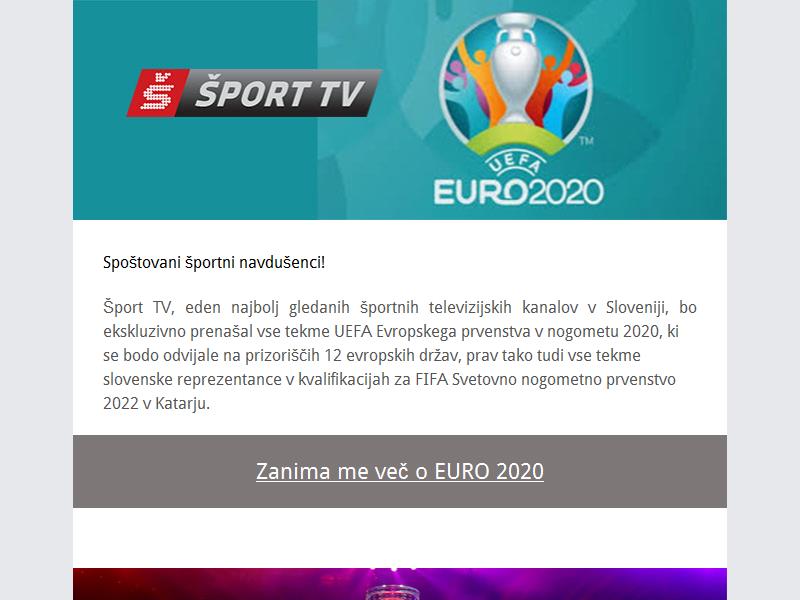 Š ŠPORT TV
UEFA
EURO2020
TM
Spoštovani športni navdušenci!
Šport TV, eden najbolj gledanih športnih televizijskih kanalov v Sloveniji, bo
ekskluzivno prenašal vse tekme UEFA Evropskega prvenstva v nogometu 2020, ki
se bodo odvijale na prizoriščih 12 evropskih držav, prav tako tudi vse tekme
slovenske reprezentance v kvalifikacijah za FIFA Svetovno nogometno prvenstvo
2022 v Katarju.
Zanima me več o EURO 2020